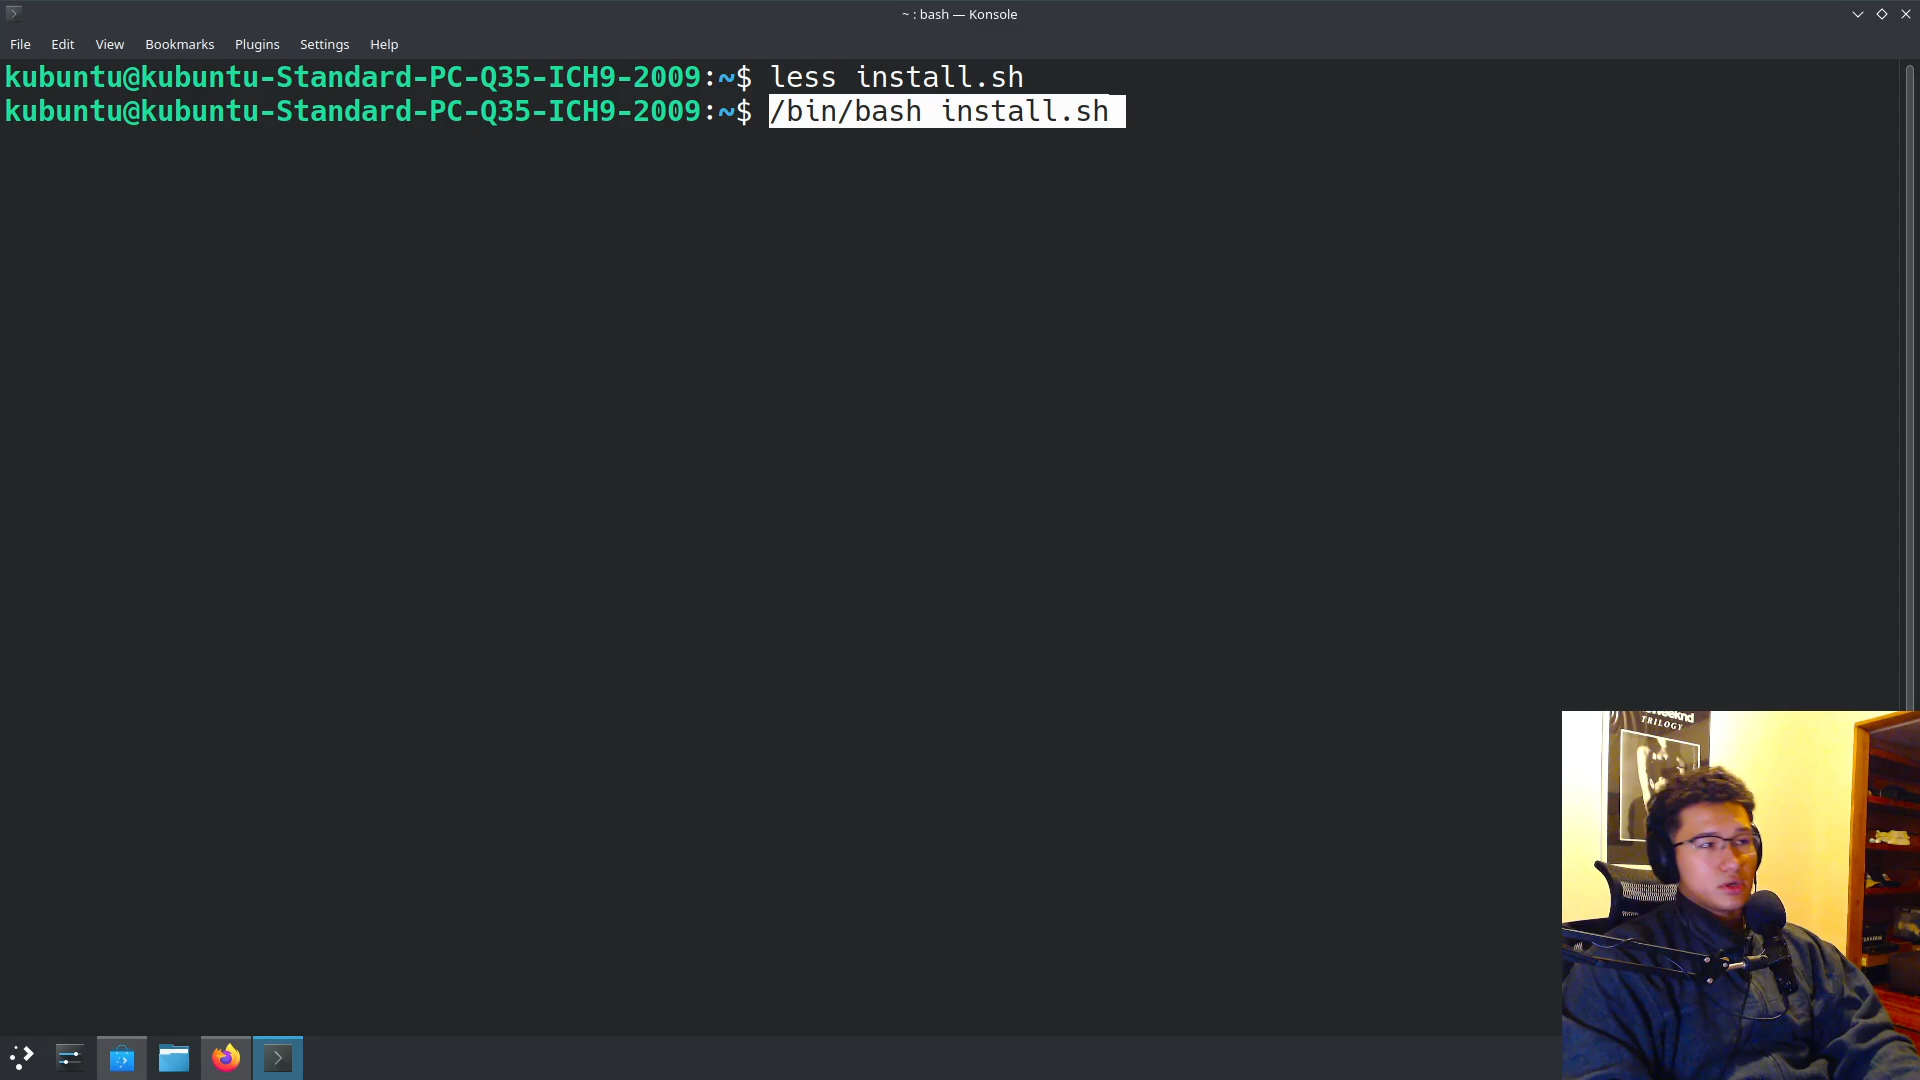 ~ : bash — Konsole
File Edit View Bookmarks Plugins Settings Help
kubuntu@kubuntu-Standard-PC-Q35-ICH9-2009:~$ less install.sh
kubuntu@kubuntu-Standard-PC-Q35-ICH9-2009:~$ /bin/bash install.sh
TRILOGY